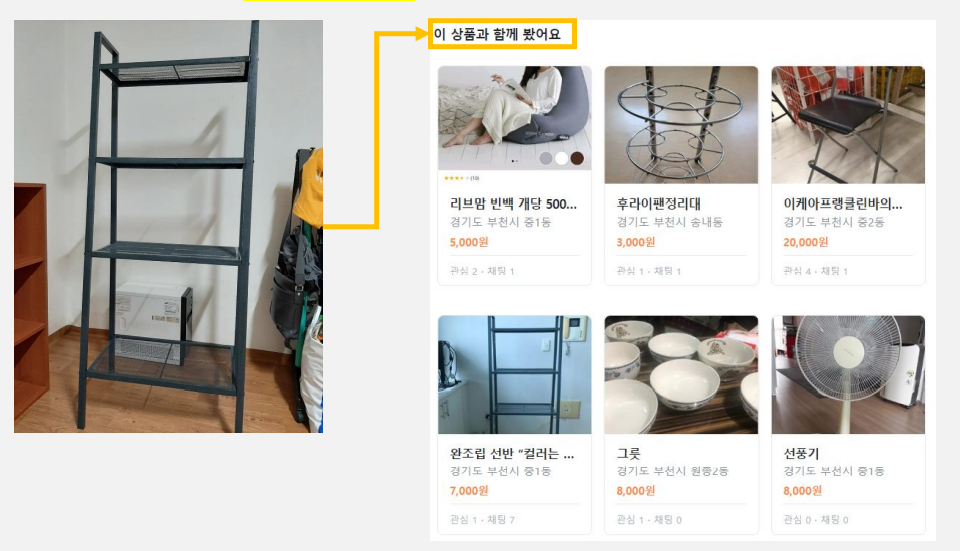 이 상품과 함께 봤어요
(10)
리브맘 빈백 개당 500...
경기도 부천시 중1동
5,000원
관심 2 · 채팅 1
후라이팬정리대
경기도 부천시 송내동
3,000원
관심 1 · 채팅 1
이케아프랭클린바의...
경기도 부천시 중2동
20,000원
관심 4 · 채팅 1
완조립 선반 “컬러는 ...
경기도 부천시 중1동
7,000원
관심 1 · 채팅 7
그릇
경기도 부천시 원종2동
8,000원
관심 1 · 채팅 0
선풍기
경기도 부천시 중1동
8,000원
관심 0 · 채팅 0